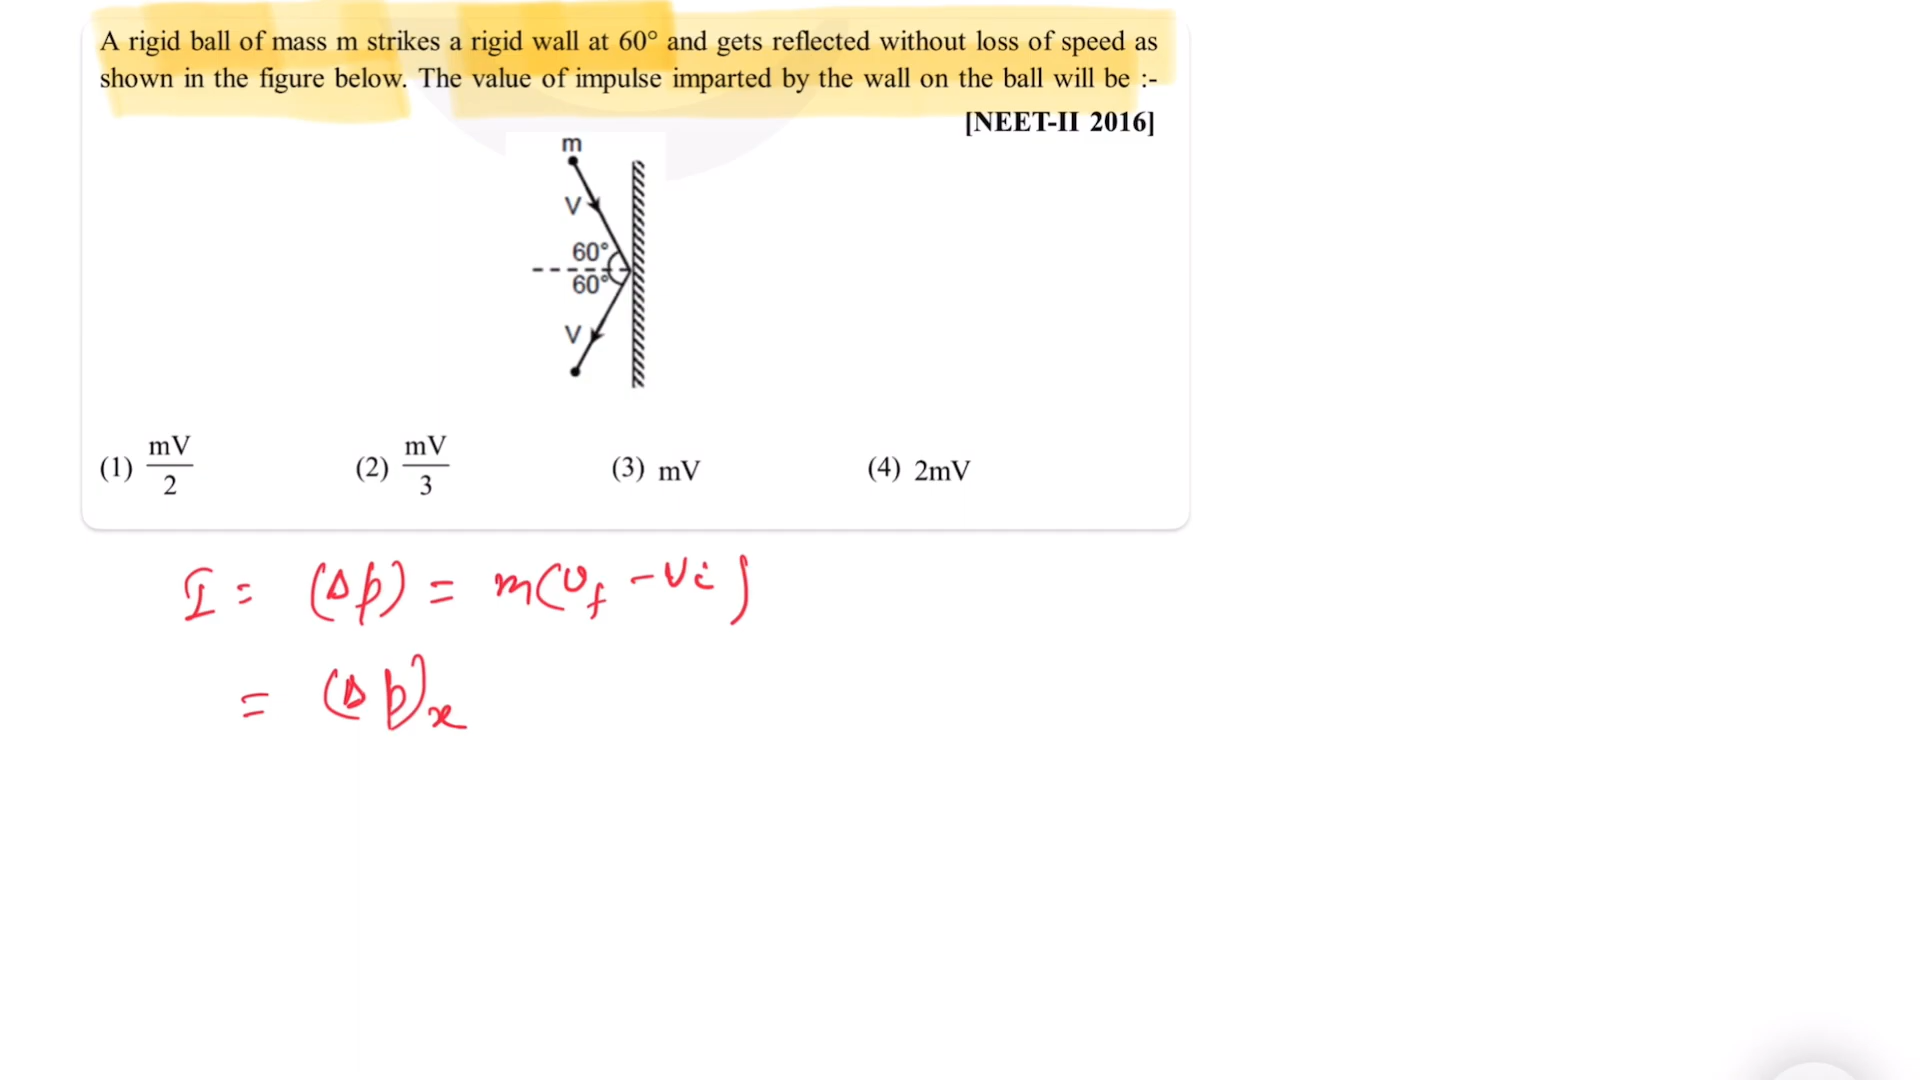 A rigid ball of mass m strikes a rigid wall at 60° and gets reflected without loss of speed as
shown in the figure below. The value of impulse imparted by the wall on the ball will be :-
[NEET-II 2016]
m
V
60°
60°
V
(1) mV/2 (2) mV/3 (3) mV (4) 2mV
I = (Δp) = m(v_f - v_i)
= (Δp)_x